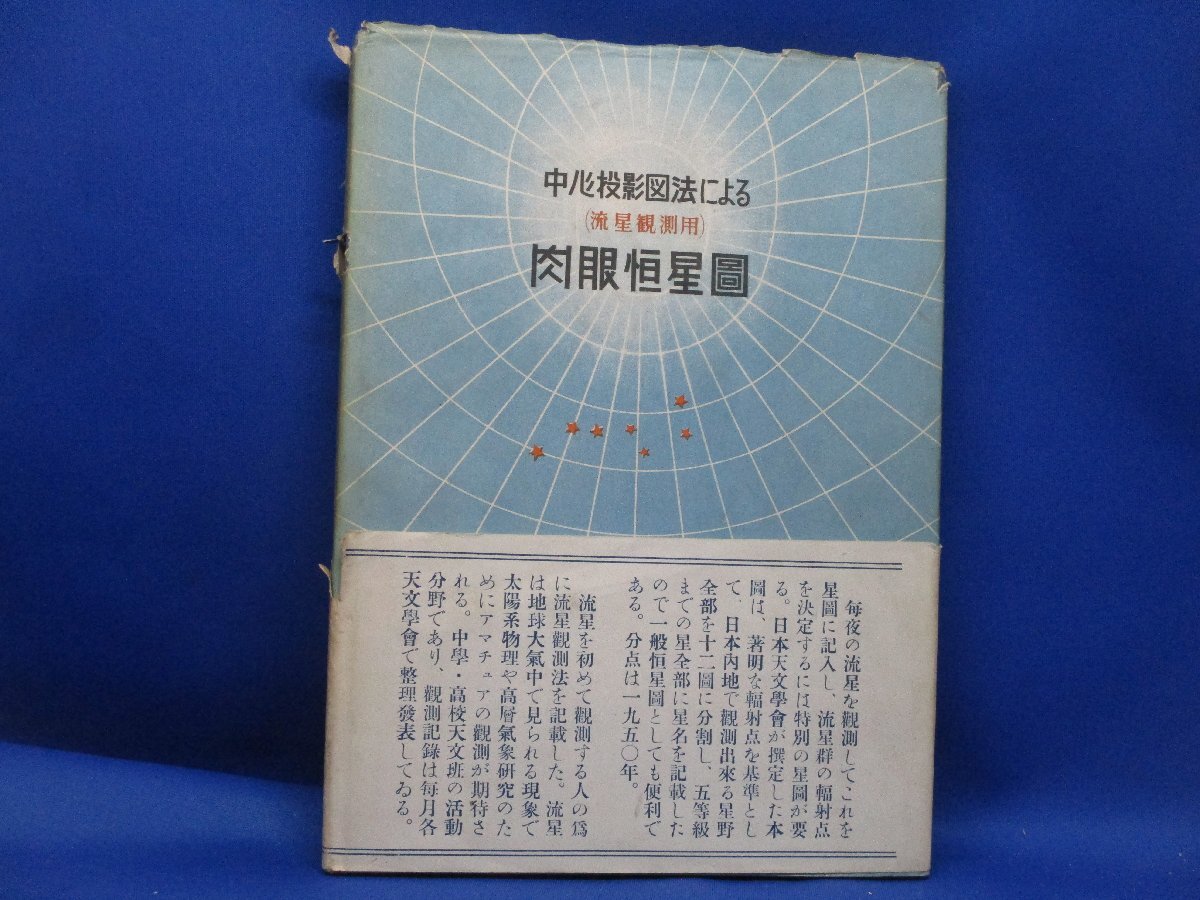 中心投影図法による
(流星観測用)
肉眼恒星圖
毎夜の流星を觀測してこれを
星圖に記入し、流星群の輻射点
を決定するには特別の星圖が要
る。日本天文學會が撰定した本
圖は、著明な輻射点を基準とし
て、日本內地で觀測出來る星野
全部を十二圖に分割し、五等級
までの星全部に星名を記載した
ので一般恒星圖としても便利で
ある。分点は一九五〇年。
流星を初めて觀測する人の爲
に流星觀測法を記載した。流星
は地球大氣中で見られる現象で
太陽系物理や高層氣象硏究のた
めにアマチュアの觀測が期待さ
れる。中學・高校天文班の活動
分野であり、觀測記錄は每月各
天文學會で整理發表してゐる。